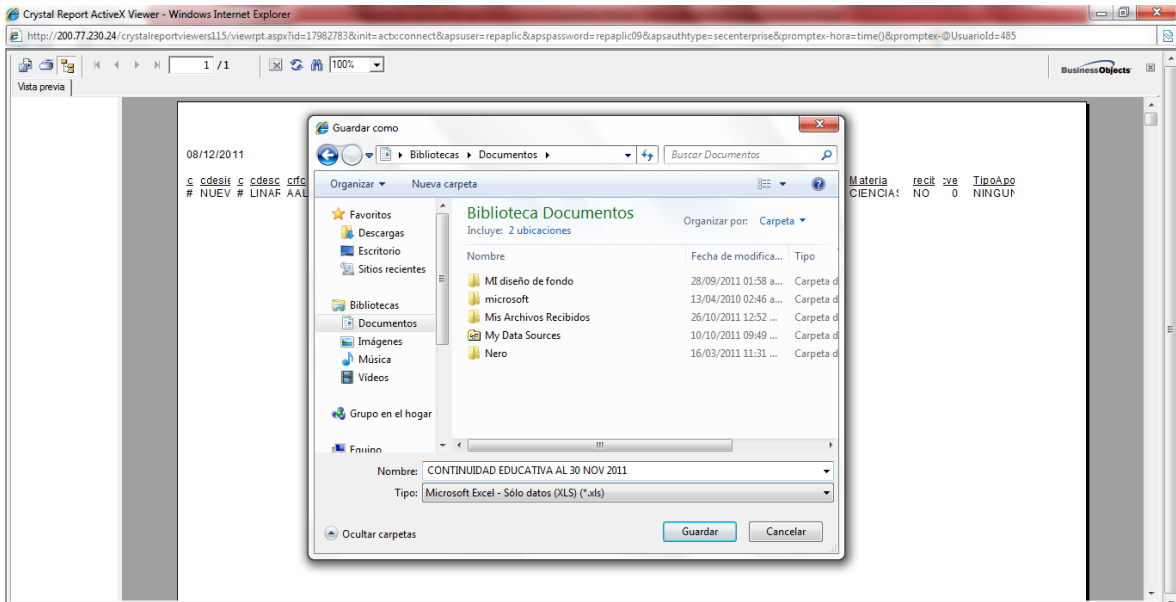 Crystal Report ActiveX Viewer - Windows Internet Explorer
http://200.77.230.24/crystalreportviewers115/viewrpt.aspx?id=17982783&init=actx:connect&apsuser=repaplic&apspassword=repaplic09&apsauthtype=secenterprise&promptex-hora=time()&promptex-@UsuarioId=485
1 /1 100% BusinessObjects
Vista previa
Guardar como
08/12/2011
Bibliotecas Documentos Buscar Documentos
c cdesie c cdesc crfc Materia recit cve TipoApo
# NUEV # LINAF AAL CIENCIAS NO 0 NINGUN
Organizar Nueva carpeta
Favoritos
Descargas
Escritorio
Sitios recientes
Bibliotecas
Documentos
Imágenes
Música
Vídeos
Grupo en el hogar
Equipo
Biblioteca Documentos
Incluye: 2 ubicaciones
Organizar por: Carpeta
Nombre Fecha de modifica... Tipo
MI diseño de fondo 28/09/2011 01:58 a... Carpeta d
microsoft 13/04/2010 02:46 a... Carpeta d
Mis Archivos Recibidos 26/10/2011 12:52 ... Carpeta d
My Data Sources 10/10/2011 09:49 ... Carpeta d
Nero 16/03/2011 11:31 ... Carpeta d
Nombre: CONTINUIDAD EDUCATIVA AL 30 NOV 2011
Tipo: Microsoft Excel - Sólo datos (XLS) (*.xls)
Ocultar carpetas Guardar Cancelar